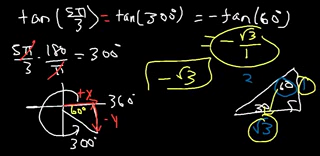 tan(5π/3) = tan(300°) = -tan(60°)
5π/3 · 180/π = 300°
-√3/1
-√3
+x
360°
60°
-y
300°
2
60
1
30
√3